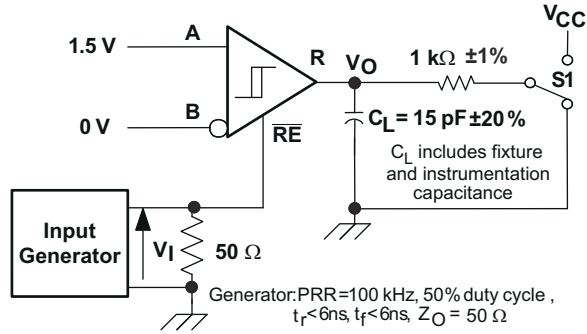 V_CC
1.5 V
A
R
V_O
1 kΩ ±1%
S1
B
0 V
RE
C_L = 15 pF ±20%
C_L includes fixture
and instrumentation
capacitance
Input
Generator
V_I
50 Ω
Generator: PRR=100 kHz, 50% duty cycle ,
t_r<6ns, t_f<6ns, Z_O = 50 Ω